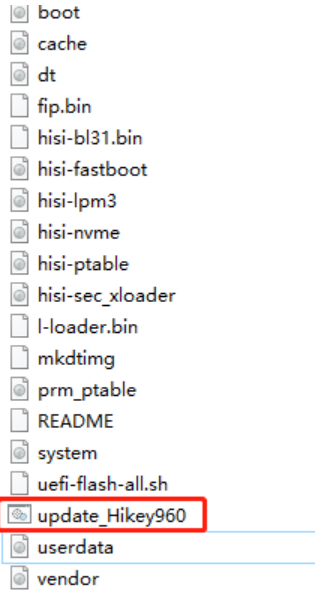 boot
cache
dt
fip.bin
hisi-bl31.bin
hisi-fastboot
hisi-lpm3
hisi-nvme
hisi-ptable
hisi-sec_xloader
l-loader.bin
mkdtimg
prm_ptable
README
system
uefi-flash-all.sh
update_Hikey960
userdata
vendor